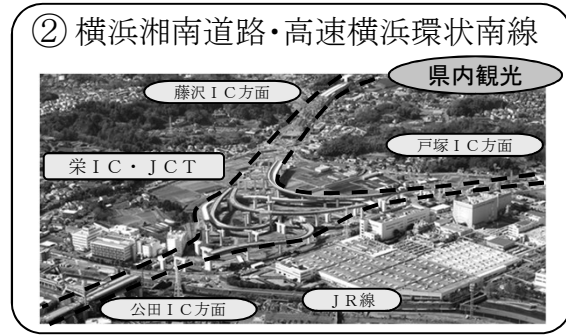 ② 横浜湘南道路・高速横浜環状南線
県内観光
藤沢ＩＣ方面
戸塚ＩＣ方面
栄ＩＣ・ＪＣＴ
公田ＩＣ方面
ＪＲ線